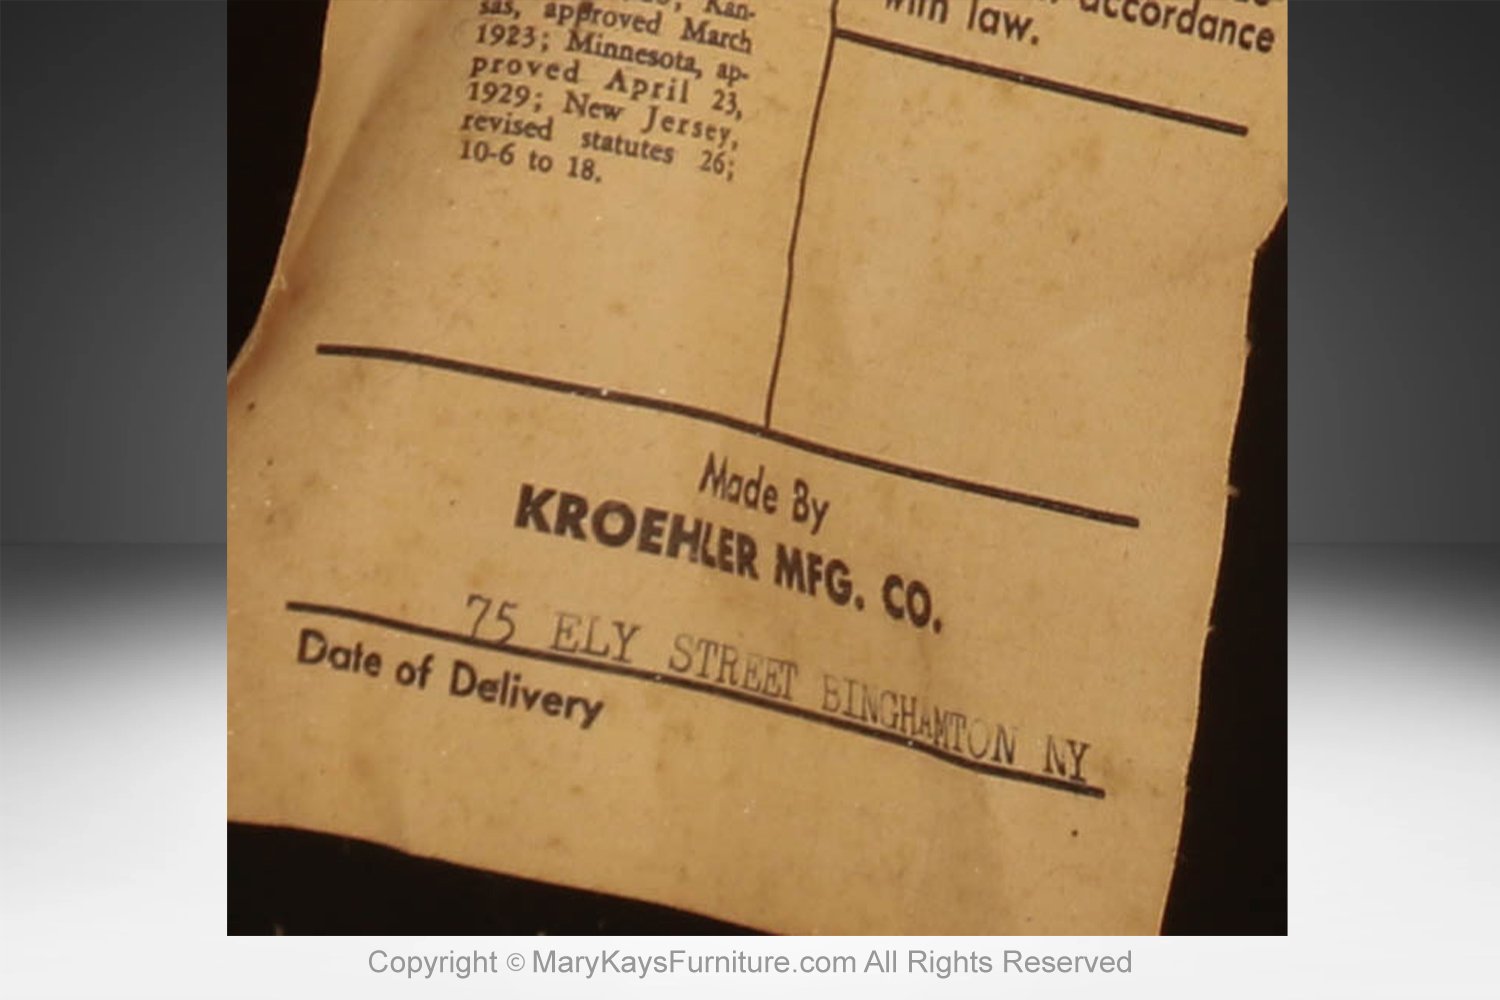 Kan-
sas, approved March
1923; Minnesota, ap-
proved April 23,
1929; New Jersey,
revised statutes 26;
10-6 to 18.
accordance
with law.
Made By
KROEHLER MFG. CO.
75 ELY STREET BINGHAMTON NY
Date of Delivery
Copyright © MaryKaysFurniture.com All Rights Reserved